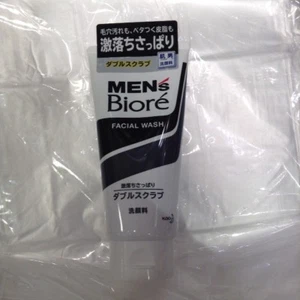 毛穴汚れも、ベタつく皮脂も
激落ちさっぱり
ダブルスクラブ
洗顔料
MEN's
Bioré
FACIAL WASH
激落ちさっぱり
ダブルスクラブ
洗顔料